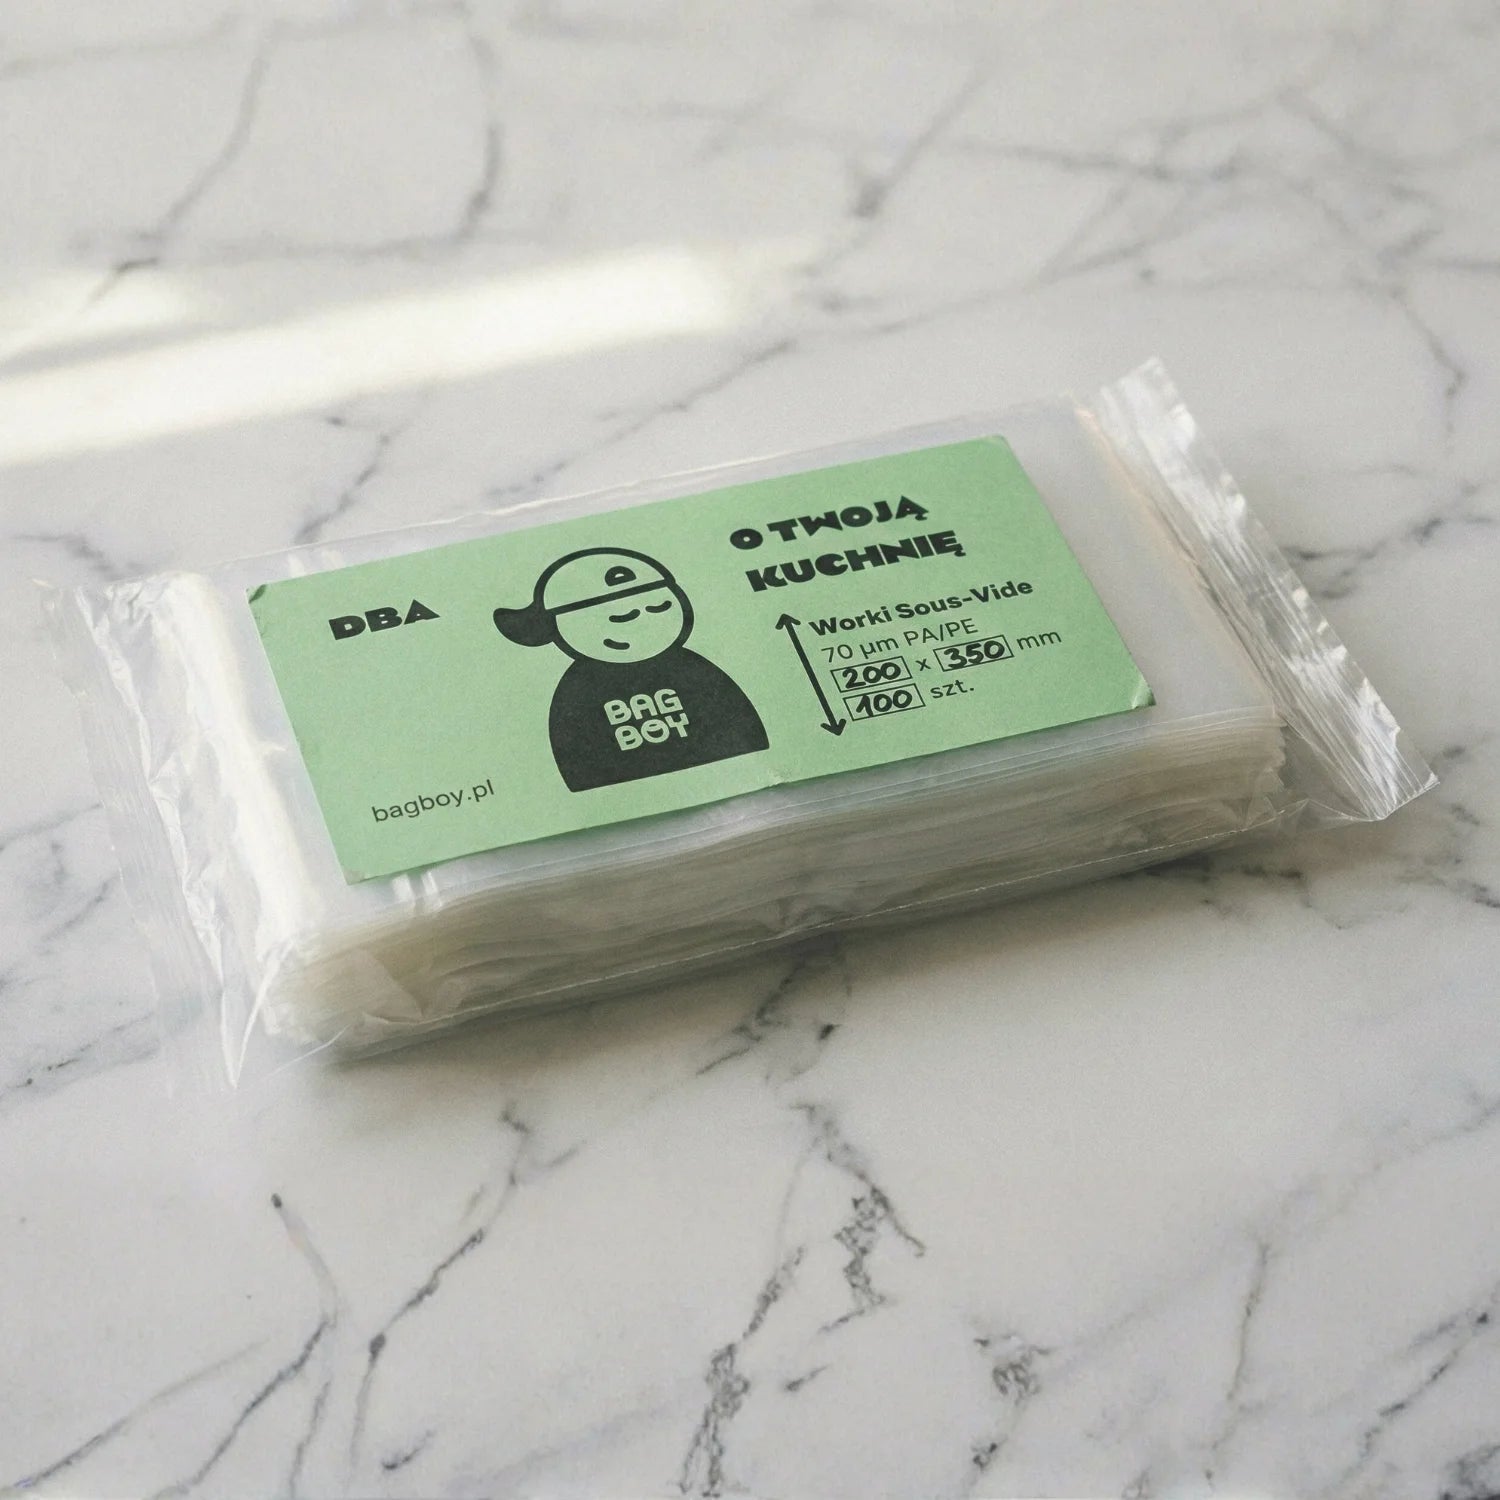 DBA
O TWOJĄ
KUCHNIĘ
BAG
BOY
Worki Sous-Vide
70 µm PA/PE
200 x 350 mm
100 szt.
bagboy.pl